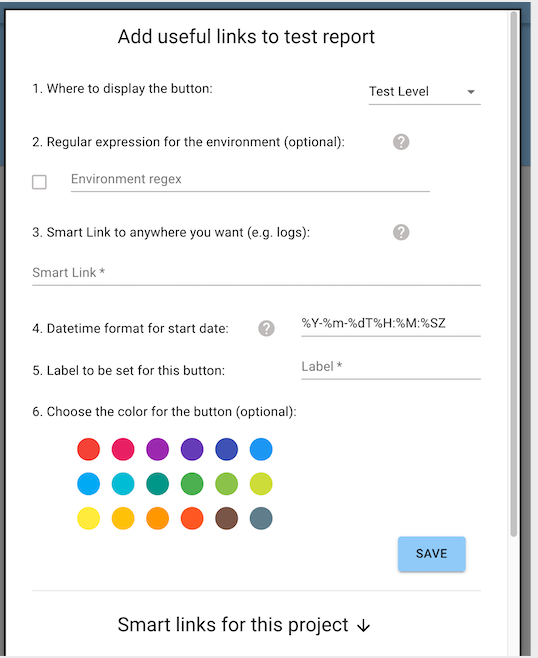 Add useful links to test report
1. Where to display the button:
Test Level
2. Regular expression for the environment (optional):
?
Environment regex
3. Smart Link to anywhere you want (e.g. logs):
?
Smart Link *
4. Datetime format for start date:
?
%Y-%m-%dT%H:%M:%SZ
5. Label to be set for this button:
Label *
6. Choose the color for the button (optional):
SAVE
Smart links for this project ↓